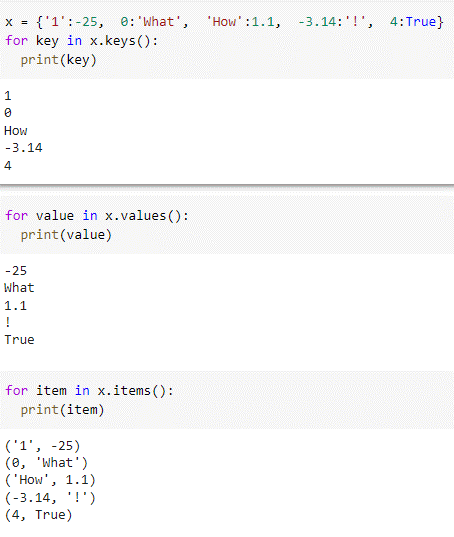 x = {'1':-25,  0:'What',  'How':1.1,  -3.14:'!',  4:True}
for key in x.keys():
  print(key)
1
0
How
-3.14
4
for value in x.values():
  print(value)
-25
What
1.1
!
True
for item in x.items():
  print(item)
('1', -25)
(0, 'What')
('How', 1.1)
(-3.14, '!')
(4, True)